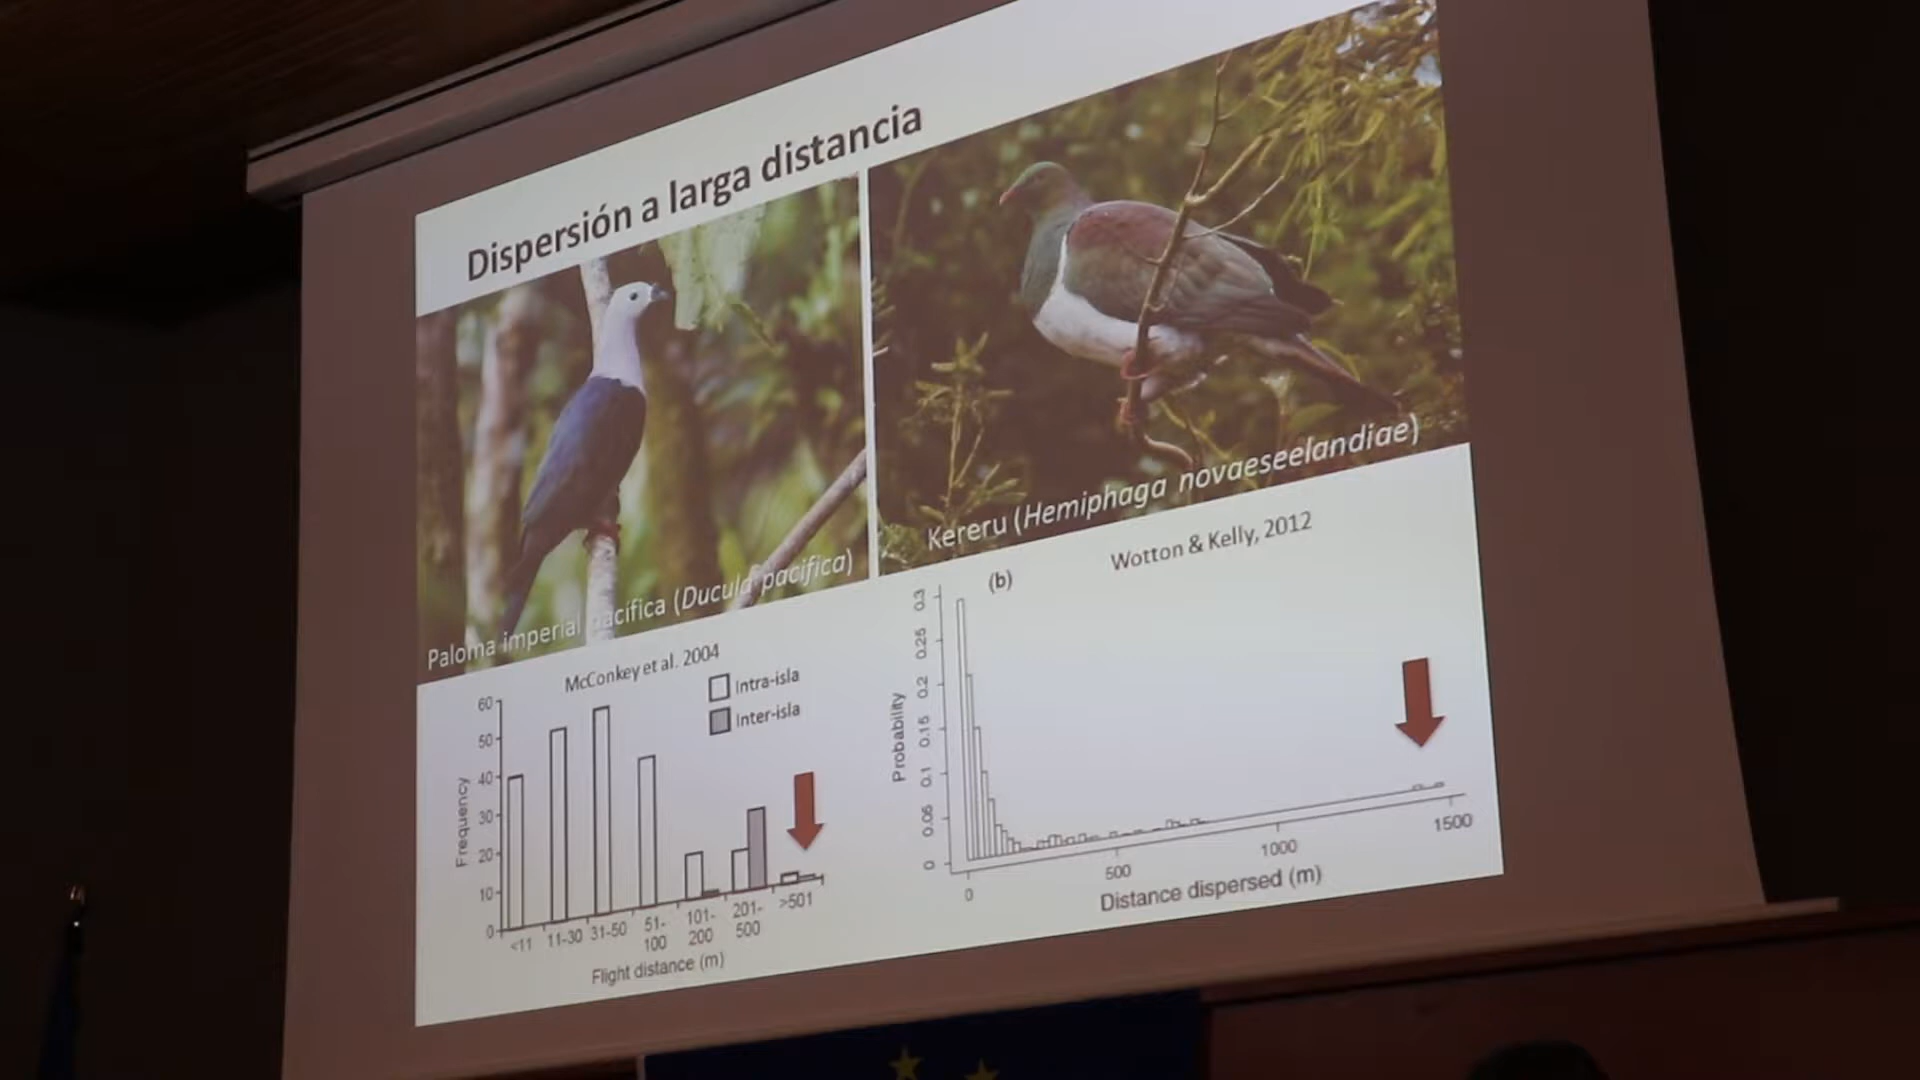 Dispersión a larga distancia
Paloma imperial pacífica (Ducula pacifica)
Kereru (Hemiphaga novaeseelandiae)
McConkey et al. 2004
Intra-isla
Inter-isla
Frequency
60
50
40
30
20
10
0
<11 11-30 31-50 51-100 101-200 201-500 >501
Flight distance (m)
(b)
Wotton & Kelly, 2012
Probability
0.3
0.25
0.2
0.15
0.1
0.05
0
0 500 1000 1500
Distance dispersed (m)